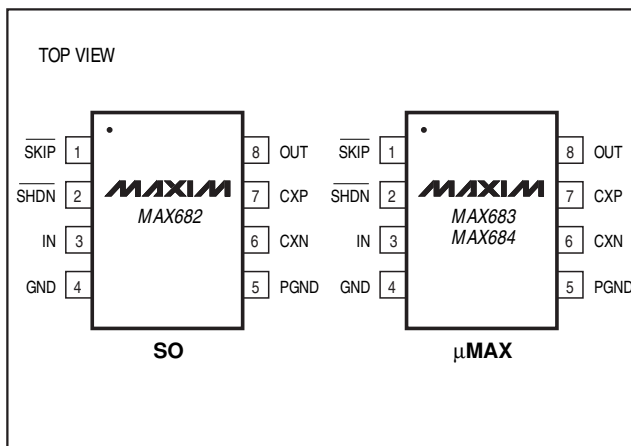 TOP VIEW
SKIP 1
SHDN 2
IN 3
GND 4
MAXIM
MAX682
8 OUT
7 CXP
6 CXN
5 PGND
SO
SKIP 1
SHDN 2
IN 3
GND 4
MAXIM
MAX683
MAX684
8 OUT
7 CXP
6 CXN
5 PGND
μMAX